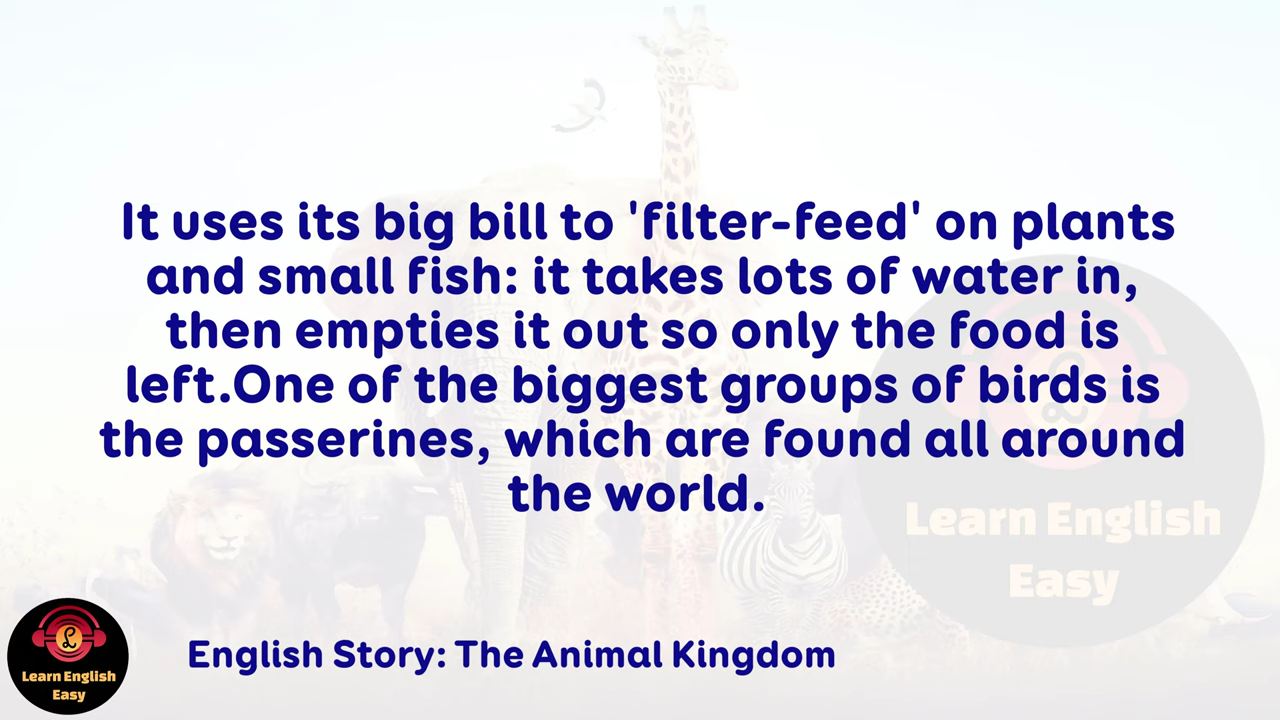 It uses its big bill to 'filter-feed' on plants
and small fish: it takes lots of water in,
then empties it out so only the food is
left.One of the biggest groups of birds is
the passerines, which are found all around
the world.
Learn English
Easy
English Story: The Animal Kingdom
Learn English
Easy